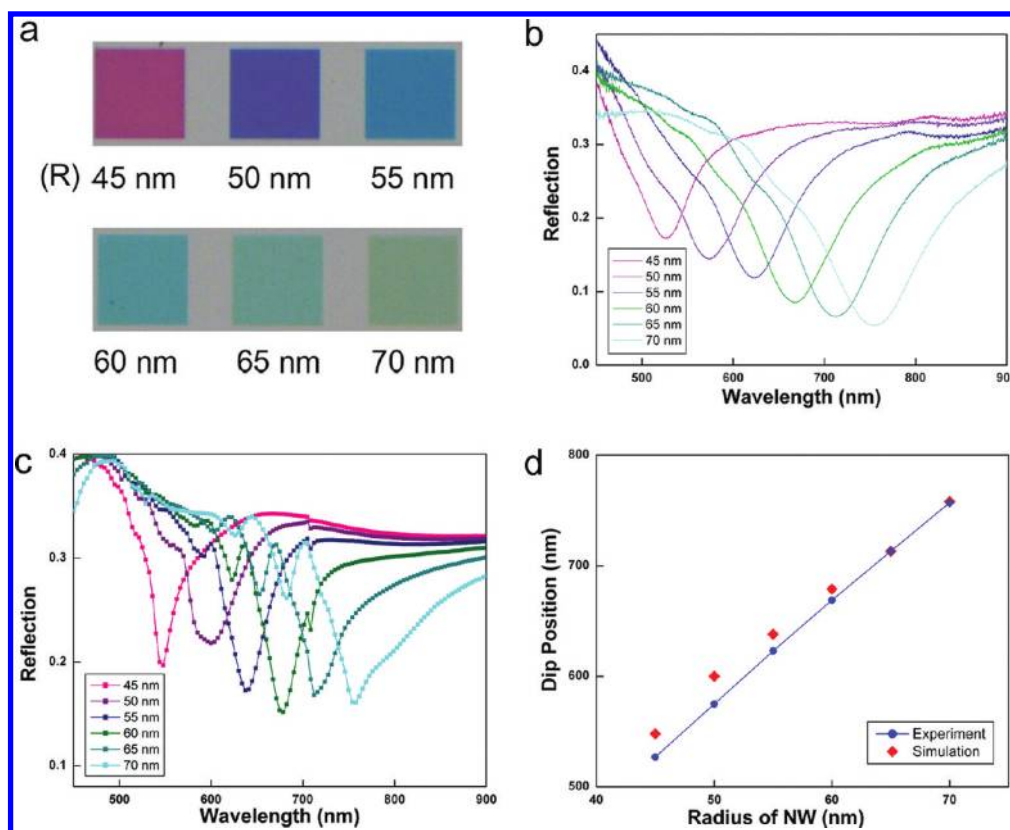 a
(R) 45 nm 50 nm 55 nm
60 nm 65 nm 70 nm
b
Reflection
0.4
0.3
0.2
0.1
0.0
45 nm
50 nm
55 nm
60 nm
65 nm
70 nm
500 600 700 800 900
Wavelength (nm)
c
Reflection
0.4
0.3
0.2
0.1
45 nm
50 nm
55 nm
60 nm
65 nm
70 nm
500 600 700 800 900
Wavelength (nm)
d
Dip Position (nm)
800
700
600
500
Experiment
Simulation
40 50 60 70
Radius of NW (nm)